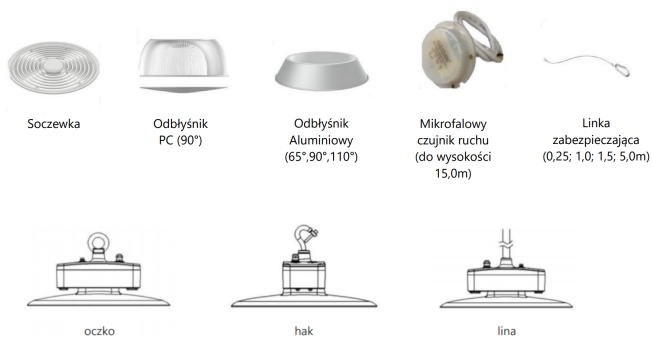 Soczewka
Odbłyśnik
PC (90°)
Odbłyśnik
Aluminiowy
(65°,90°,110°)
Mikrofalowy
czujnik ruchu
(do wysokości
15,0m)
Linka
zabezpieczająca
(0,25; 1,0; 1,5; 5,0m)
oczko
hak
lina